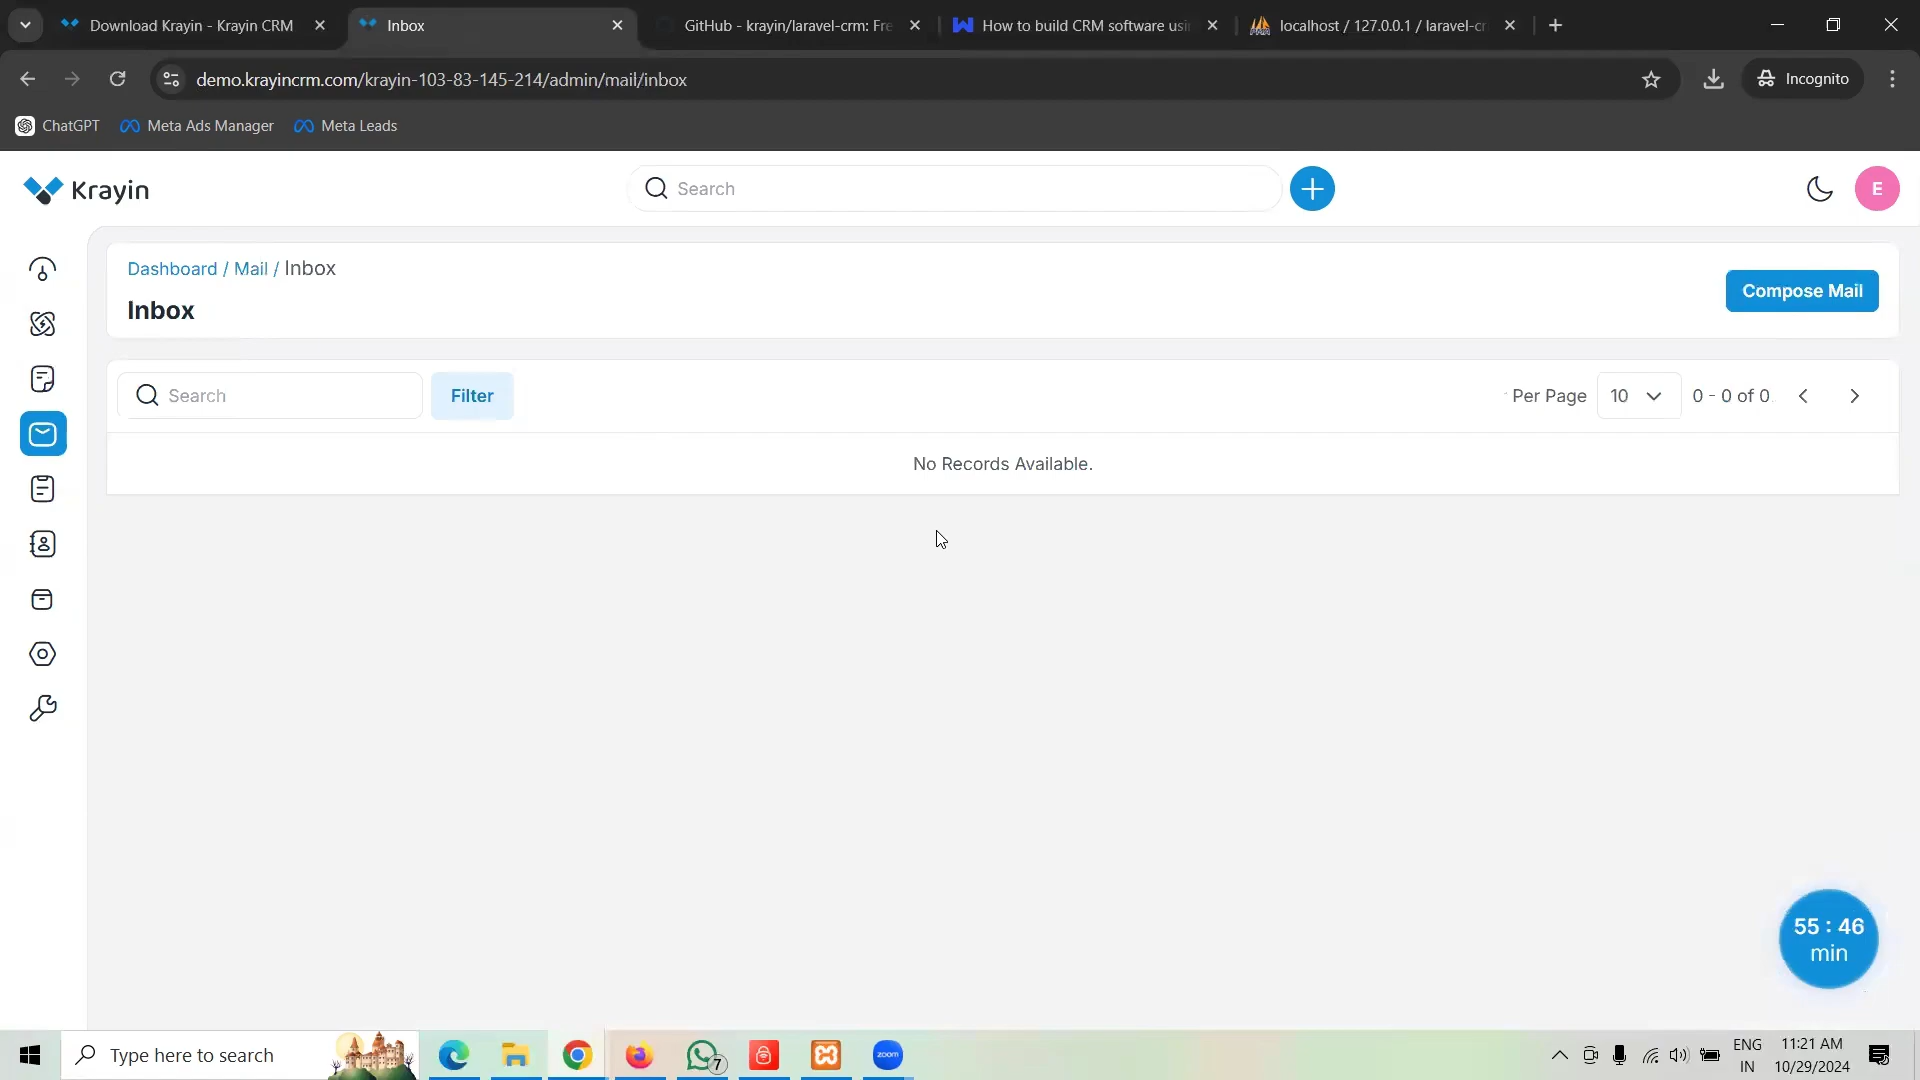 Download Krayin - Krayin CRM
Inbox
GitHub - krayin/laravel-crm: Fre
How to build CRM software usi
localhost / 127.0.0.1 / laravel-cr
demo.krayincrm.com/krayin-103-83-145-214/admin/mail/inbox
Incognito
ChatGPT
Meta Ads Manager
Meta Leads
Krayin
Search
E
Dashboard / Mail / Inbox
Inbox
Compose Mail
Search
Filter
Per Page
10
0 - 0 of 0
No Records Available.
55 : 46
min
Type here to search
7
zoom
ENG
IN
11:21 AM
10/29/2024